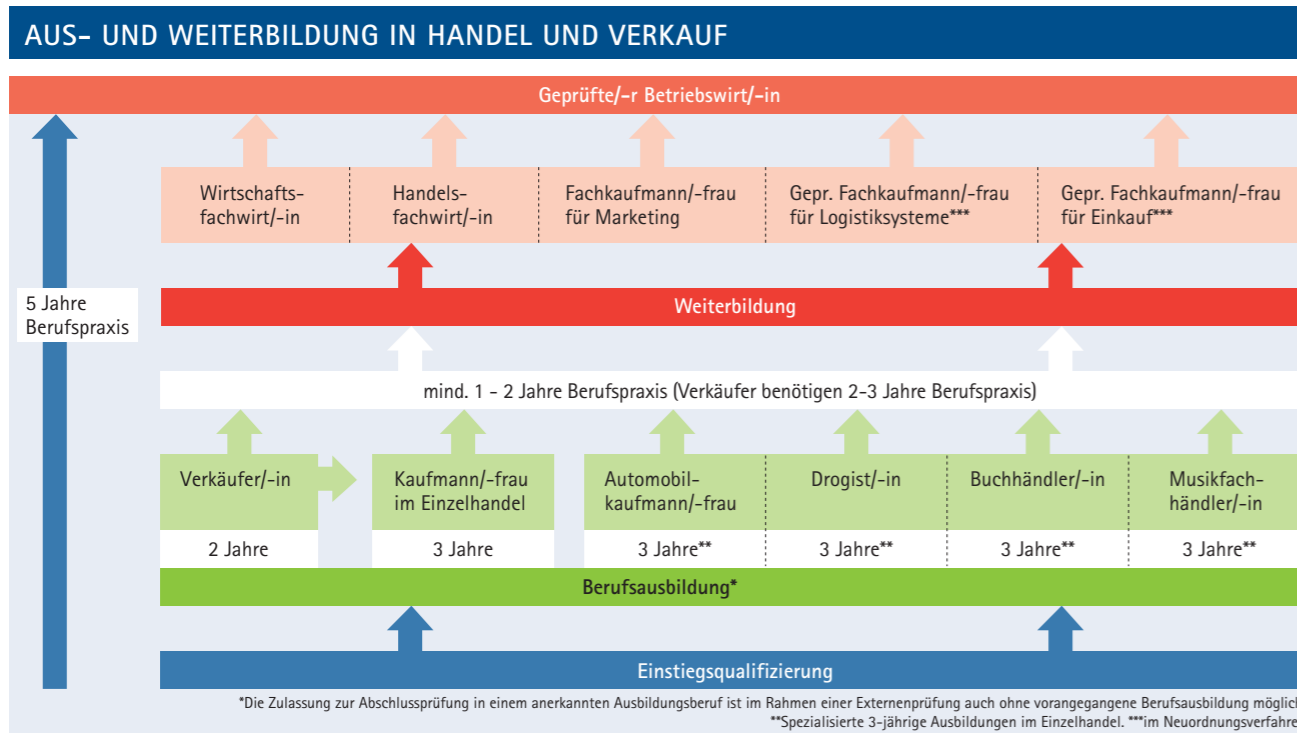 AUS- UND WEITERBILDUNG IN HANDEL UND VERKAUF
Geprüfte/-r Betriebswirt/-in
Wirtschafts-
fachwirt/-in
Handels-
fachwirt/-in
Fachkaufmann/-frau
für Marketing
Gepr. Fachkaufmann/-frau
für Logistiksysteme***
Gepr. Fachkaufmann/-frau
für Einkauf***
5 Jahre
Berufspraxis
Weiterbildung
mind. 1 - 2 Jahre Berufspraxis (Verkäufer benötigen 2-3 Jahre Berufspraxis)
Verkäufer/-in
Kaufmann/-frau
im Einzelhandel
Automobil-
kaufmann/-frau
Drogist/-in
Buchhändler/-in
Musikfach-
händler/-in
2 Jahre
3 Jahre
3 Jahre**
3 Jahre**
3 Jahre**
3 Jahre**
Berufsausbildung*
Einstiegsqualifizierung
*Die Zulassung zur Abschlussprüfung in einem anerkannten Ausbildungsberuf ist im Rahmen einer Externenprüfung auch ohne vorangegangene Berufsausbildung möglic
**Spezialisierte 3-jährige Ausbildungen im Einzelhandel. ***im Neuordnungsverfahre